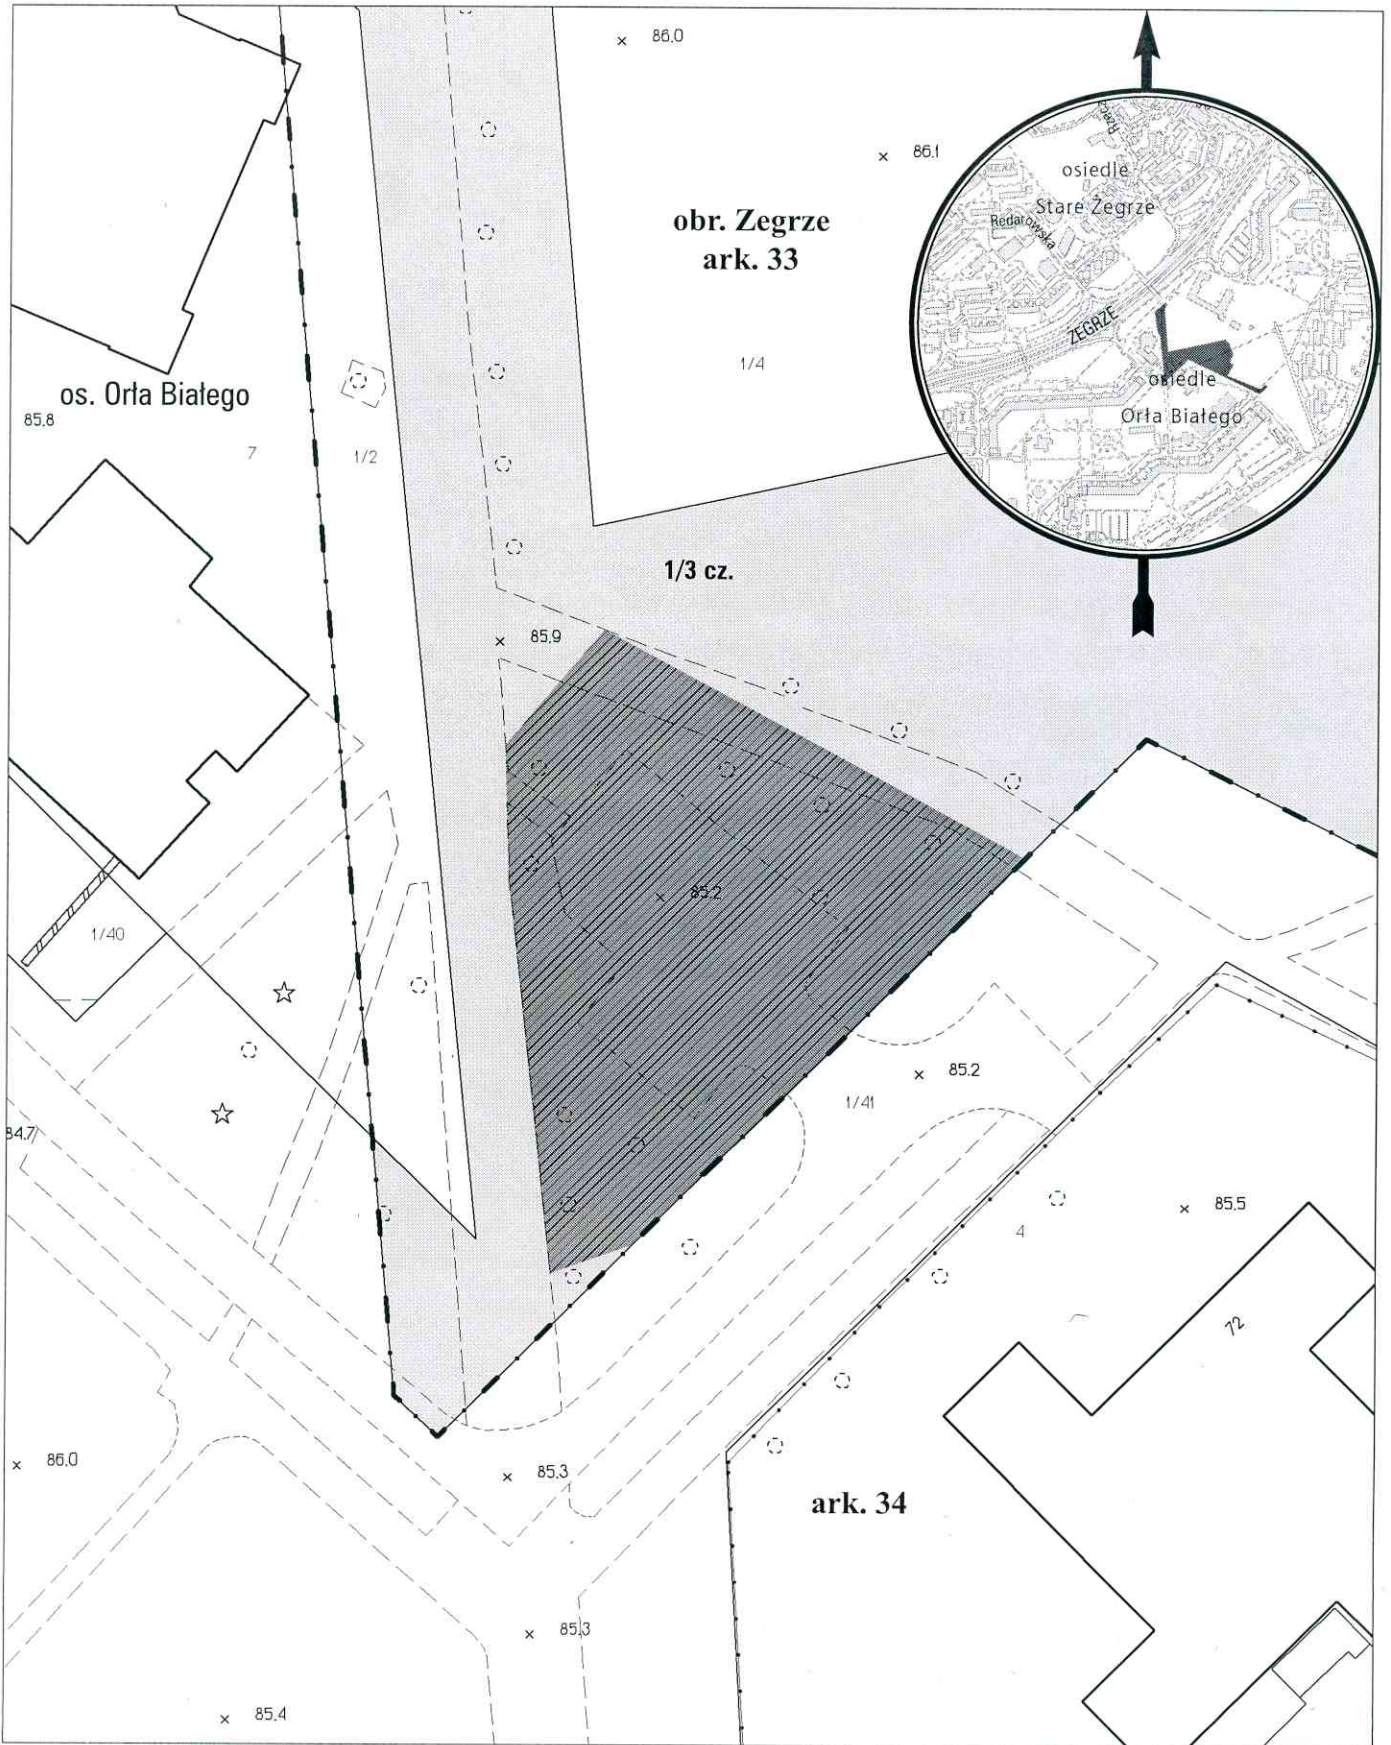 86.0
86.1
obr. Zegrze
ark. 33
osiedle
Stare Żegrze
Redarowska
ŻEGRZE
osiedle
Orła Białego
1/4
os. Orła Białego
85.8
7
1/2
1/3 cz.
85.9
85.2
1/40
85.2
1/41
84.7
85.5
4
72
86.0
85.3
ark. 34
85.3
85.4